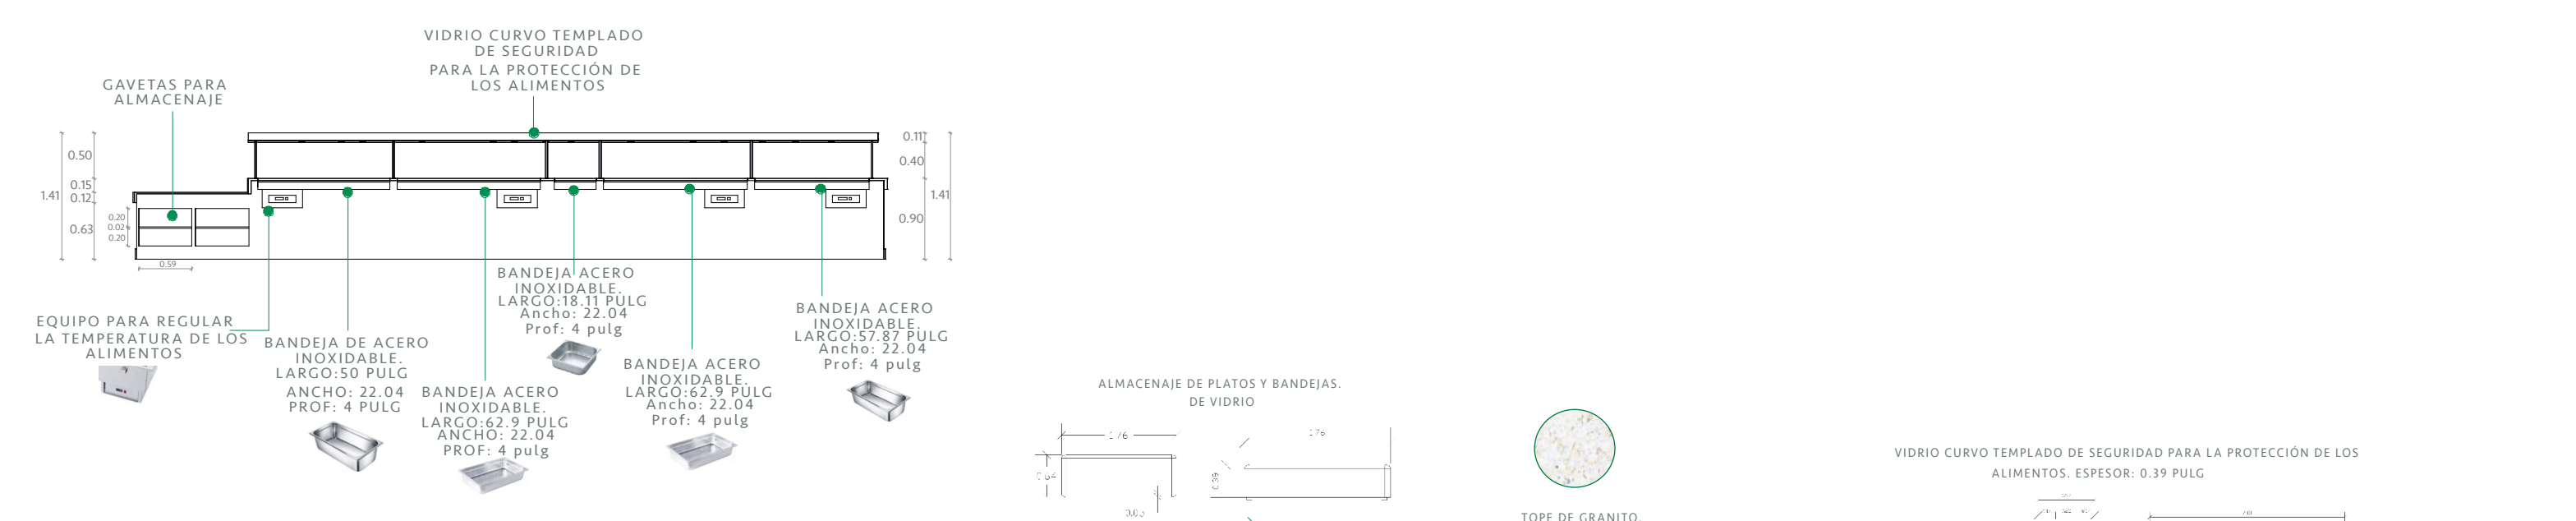 VIDRIO CURVO TEMPLADO
DE SEGURIDAD
PARA LA PROTECCIÓN DE
LOS ALIMENTOS
GAVETAS PARA
ALMACENAJE
0.50
0.15
0.12
1.41
0.63
0.20
0.02
0.20
0.59
0.11
0.40
1.41
0.90
EQUIPO PARA REGULAR
LA TEMPERATURA DE LOS
ALIMENTOS
BANDEJA DE ACERO
INOXIDABLE.
LARGO:50 PULG
ANCHO: 22.04
PROF: 4 PULG
BANDEJA ACERO
INOXIDABLE.
LARGO:62.9 PULG
ANCHO: 22.04
PROF: 4 pulg
BANDEJA ACERO
INOXIDABLE.
LARGO:18.11 PULG
Ancho: 22.04
Prof: 4 pulg
BANDEJA ACERO
INOXIDABLE.
LARGO:62.9 PULG
Ancho: 22.04
Prof: 4 pulg
BANDEJA ACERO
INOXIDABLE.
LARGO:57.87 PULG
Ancho: 22.04
Prof: 4 pulg
ALMACENAJE DE PLATOS Y BANDEJAS.
DE VIDRIO
1.76
1.76
0.39
TOPE DE GRANITO.
VIDRIO CURVO TEMPLADO DE SEGURIDAD PARA LA PROTECCIÓN DE LOS
ALIMENTOS. ESPESOR: 0.39 PULG